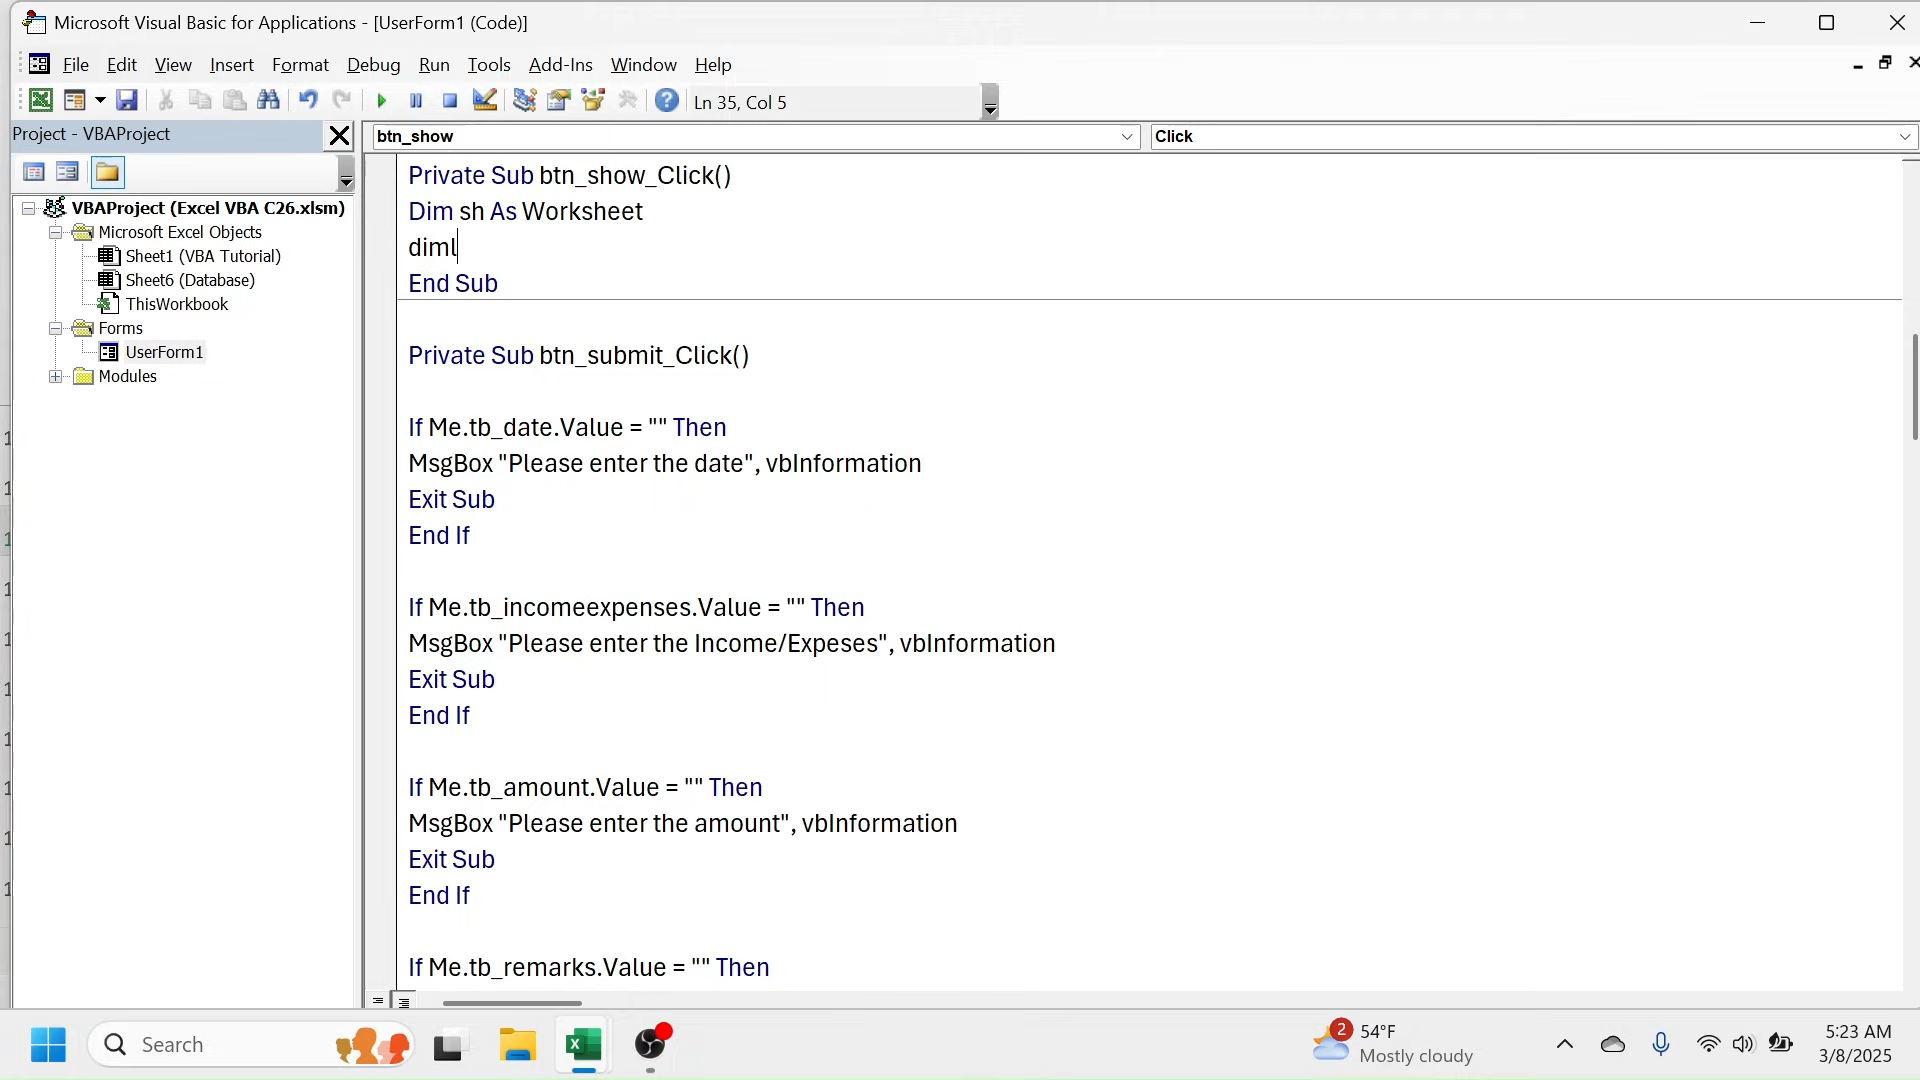 Microsoft Visual Basic for Applications - [UserForm1 (Code)]
File Edit View Insert Format Debug Run Tools Add-Ins Window Help
Ln 35, Col 5
Project - VBAProject
btn_show
Click
VBAProject (Excel VBA C26.xlsm)
Microsoft Excel Objects
Sheet1 (VBA Tutorial)
Sheet6 (Database)
ThisWorkbook
Forms
UserForm1
Modules
Private Sub btn_show_Click()
Dim sh As Worksheet
diml
End Sub
Private Sub btn_submit_Click()
If Me.tb_date.Value = "" Then
MsgBox "Please enter the date", vbInformation
Exit Sub
End If
If Me.tb_incomeexpenses.Value = "" Then
MsgBox "Please enter the Income/Expeses", vbInformation
Exit Sub
End If
If Me.tb_amount.Value = "" Then
MsgBox "Please enter the amount", vbInformation
Exit Sub
End If
If Me.tb_remarks.Value = "" Then
Search
2
54°F
Mostly cloudy
5:23 AM
3/8/2025